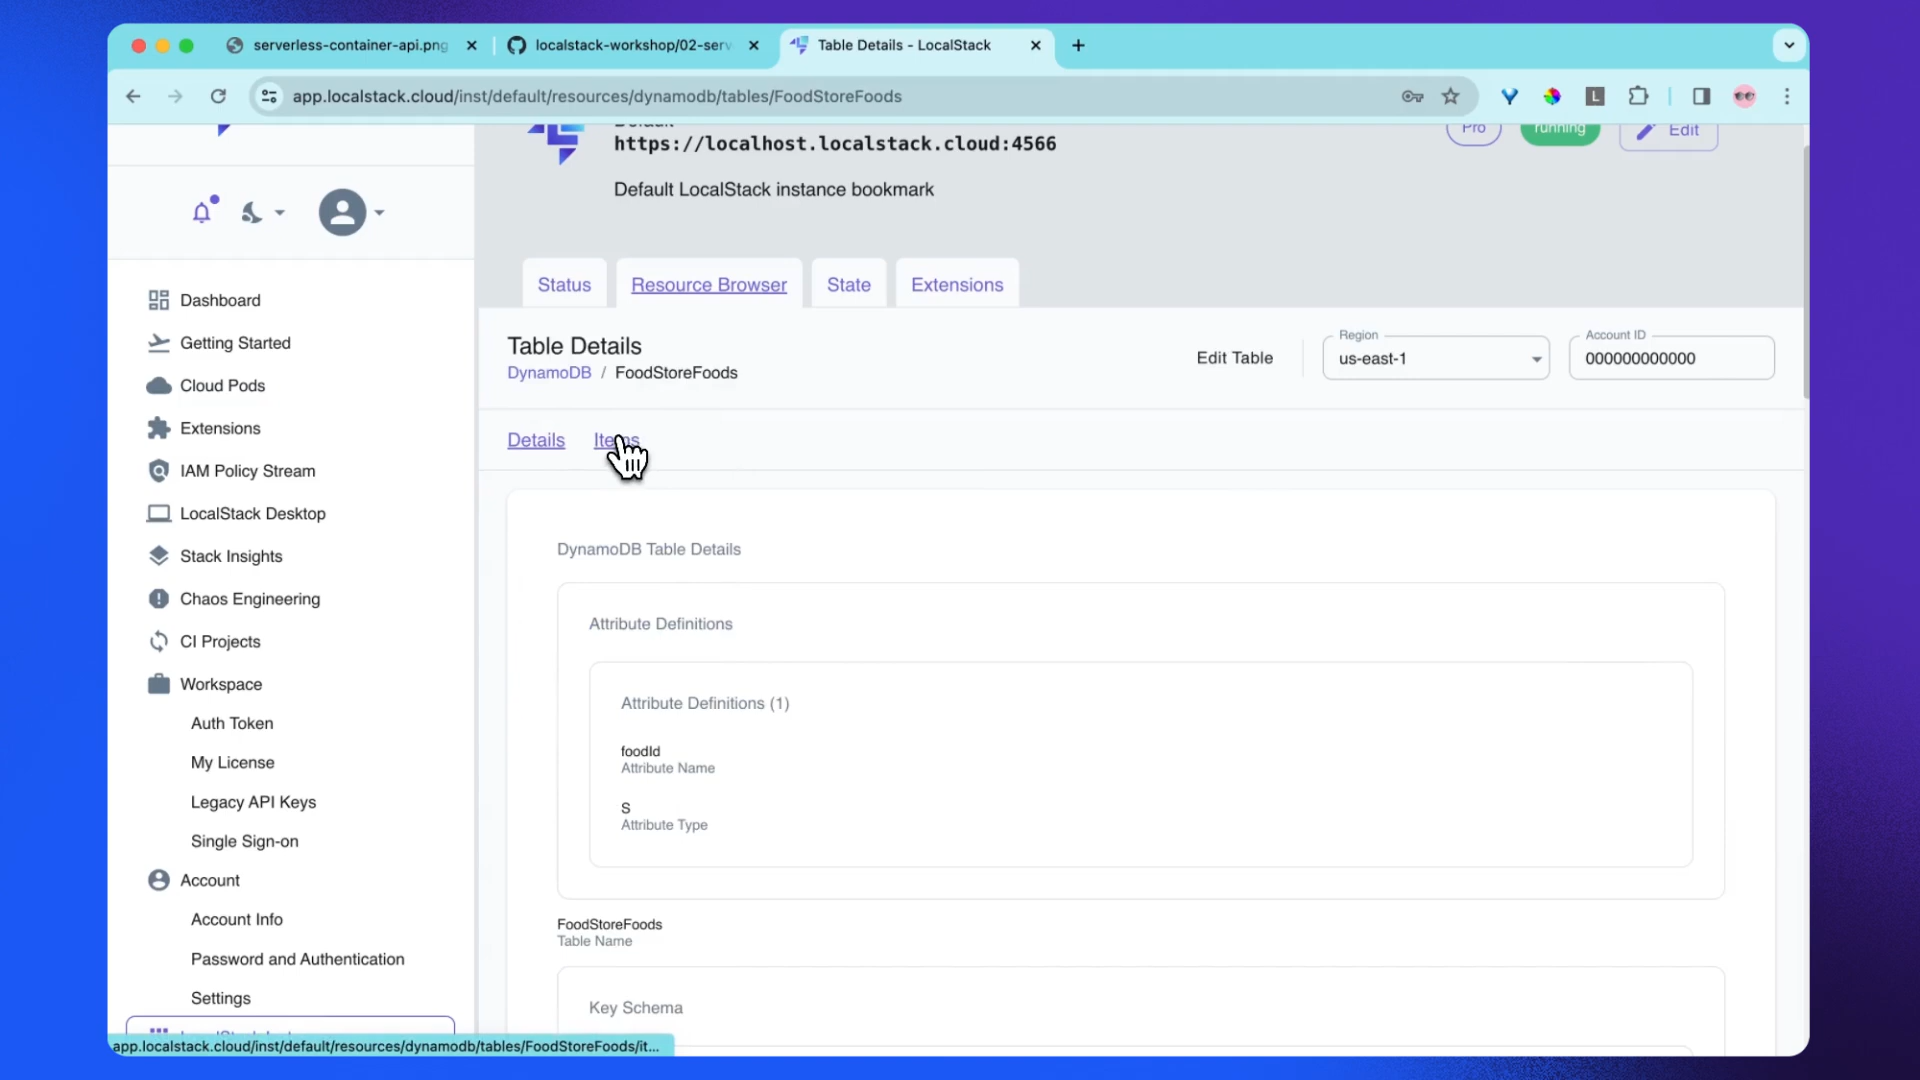 serverless-container-api.png
localstack-workshop/02-serv
Table Details - LocalStack
app.localstack.cloud/inst/default/resources/dynamodb/tables/FoodStoreFoods
Default
https://localhost.localstack.cloud:4566
Pro
running
Edit
Default LocalStack instance bookmark
Status
Resource Browser
State
Extensions
Table Details
DynamoDB / FoodStoreFoods
Edit Table
Region
us-east-1
Account ID
000000000000
Details
Items
Dashboard
Getting Started
Cloud Pods
Extensions
IAM Policy Stream
LocalStack Desktop
Stack Insights
Chaos Engineering
CI Projects
Workspace
Auth Token
My License
Legacy API Keys
Single Sign-on
Account
Account Info
Password and Authentication
Settings
DynamoDB Table Details
Attribute Definitions
Attribute Definitions (1)
foodId
Attribute Name
S
Attribute Type
FoodStoreFoods
Table Name
Key Schema
app.localstack.cloud/inst/default/resources/dynamodb/tables/FoodStoreFoods/it...